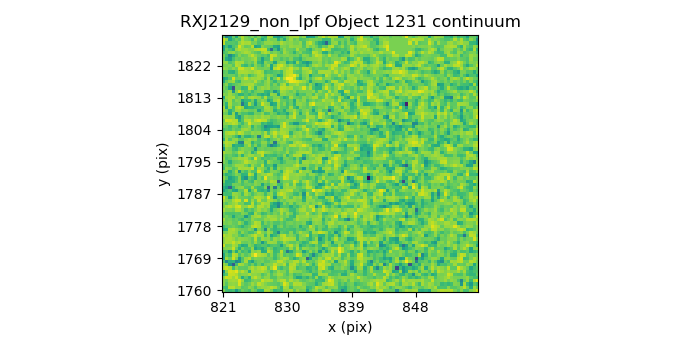 RXJ2129_non_lpf Object 1231 continuum
1822
1813
1804
1795
1787
1778
1769
1760
y (pix)
821 830 839 848
x (pix)